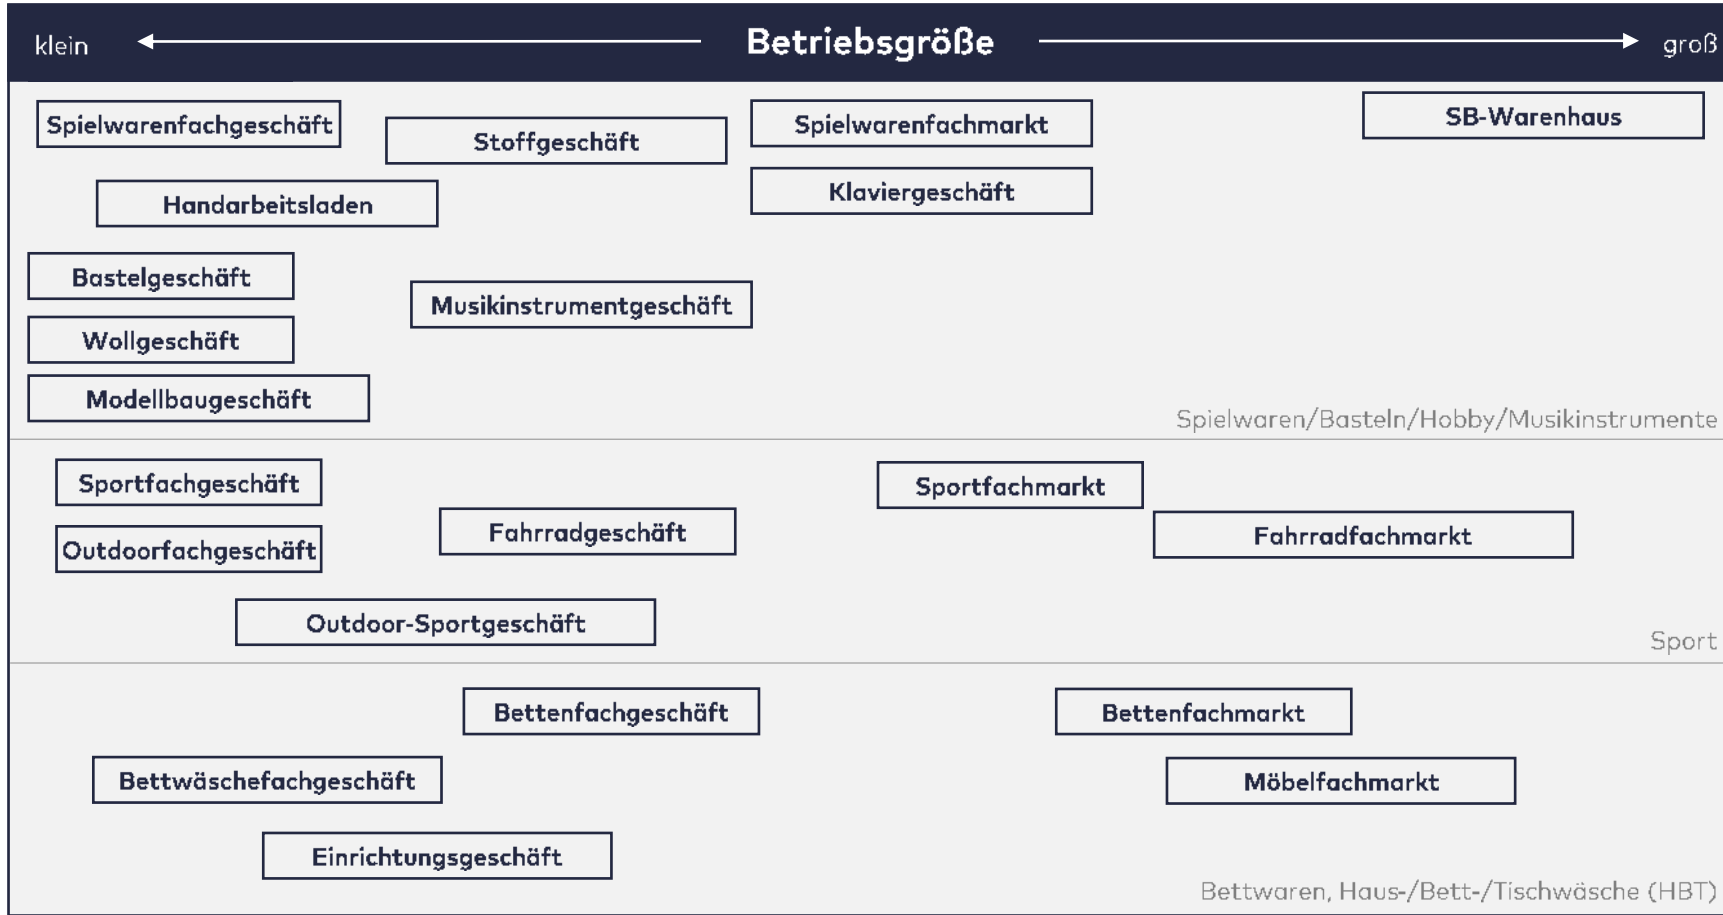 klein
Betriebsgröße
groß
Spielwarenfachgeschäft
Stoffgeschäft
Spielwarenfachmarkt
SB-Warenhaus
Handarbeitsladen
Klaviergeschäft
Bastelgeschäft
Musikinstrumentgeschäft
Wollgeschäft
Modellbaugeschäft
Spielwaren/Basteln/Hobby/Musikinstrumente
Sportfachgeschäft
Sportfachmarkt
Fahrradgeschäft
Fahrradfachmarkt
Outdoorfachgeschäft
Outdoor-Sportgeschäft
Sport
Bettenfachgeschäft
Bettenfachmarkt
Bettwäschefachgeschäft
Möbelfachmarkt
Einrichtungsgeschäft
Bettwaren, Haus-/Bett-/Tischwäsche (HBT)